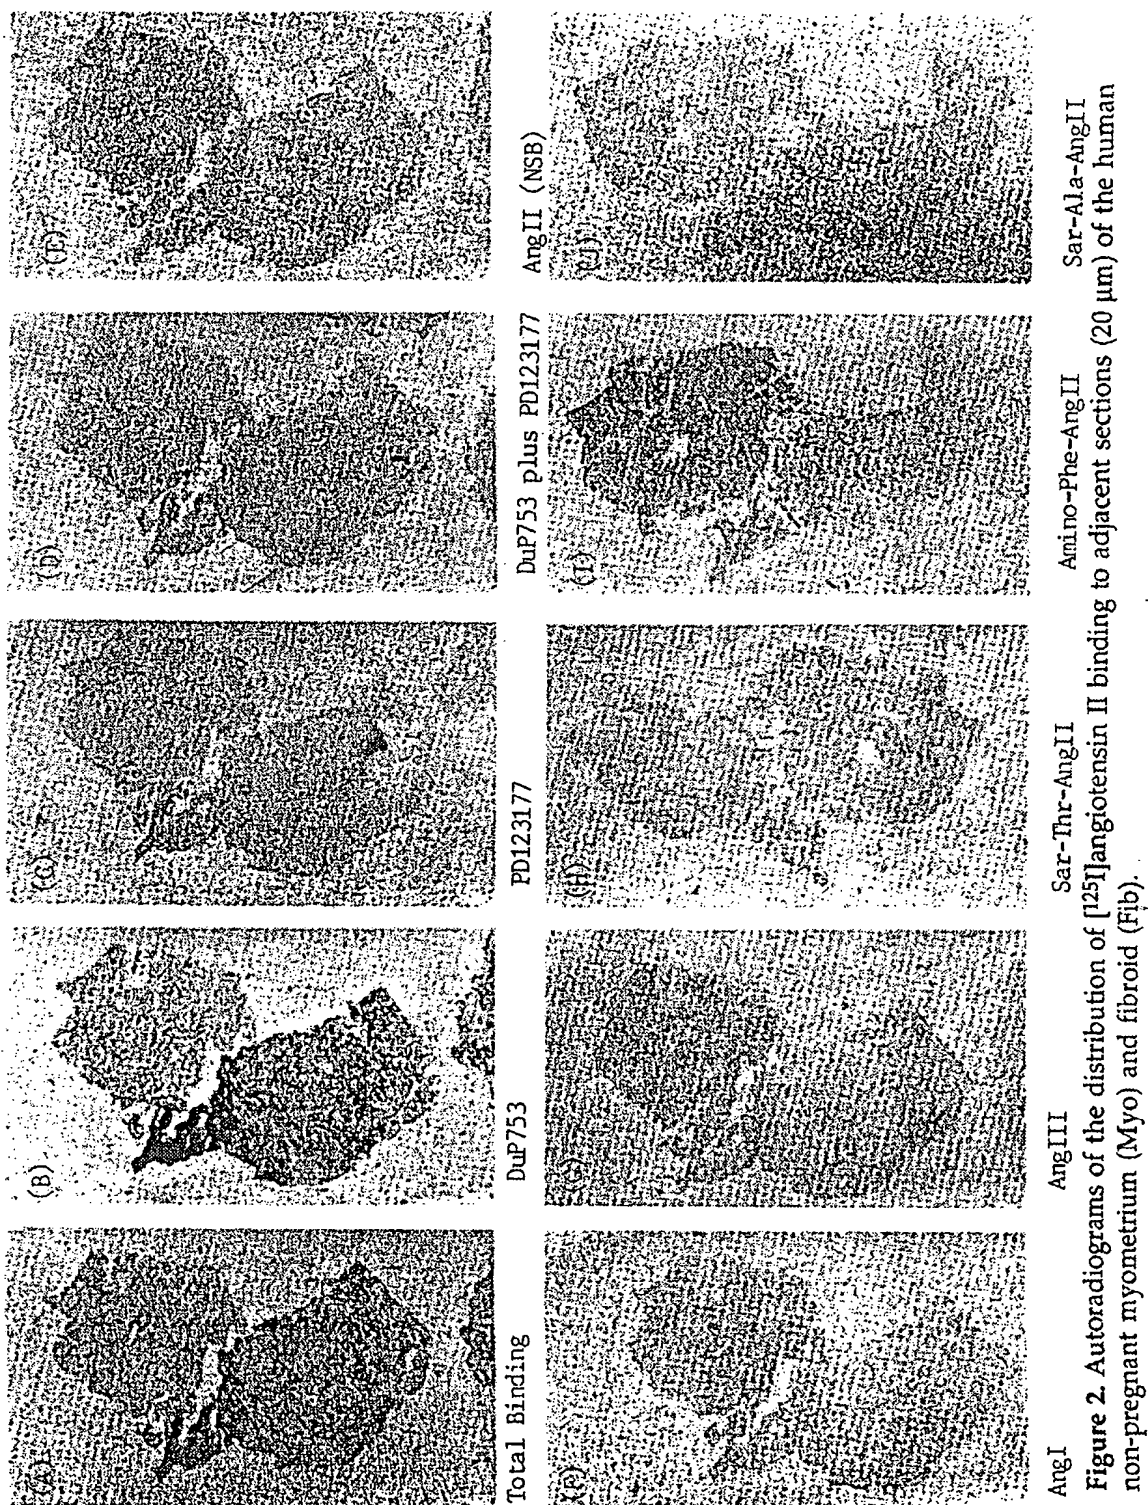 (A)
(B)
(C)
(D)
(E)
Total Binding
DuP753
PD123177
DuP753 plus PD123177
AngII (NSB)
(H)
(I)
(J)
AngI
AngIII
Sar-Thr-AngII
Amino-Phe-AngII
Sar-Ala-AngII
Figure 2. Autoradiograms of the distribution of [125I]angiotensin II binding to adjacent sections (20 μm) of the human
non-pregnant myometrium (Myo) and fibroid (Fib).